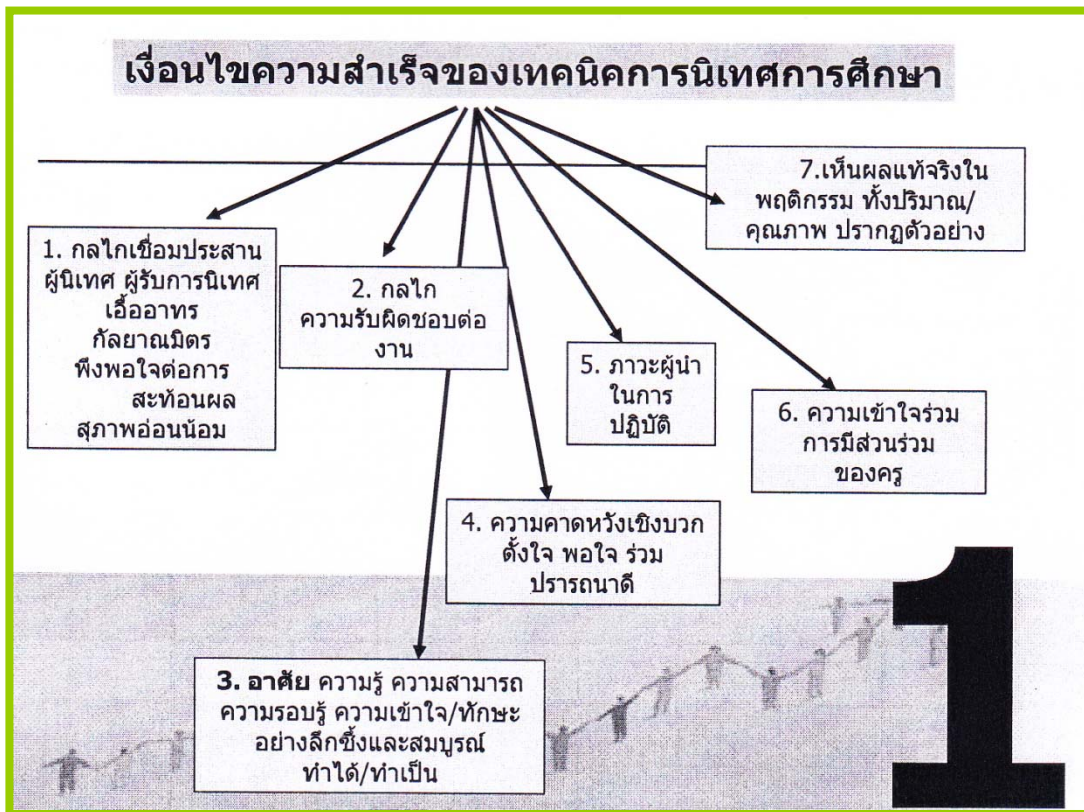 เงื่อนไขความสำเร็จของเทคนิคการนิเทศการศึกษา
1. กลไกเชื่อมประสาน
ผู้นิเทศ ผู้รับการนิเทศ
เอื้ออาทร
กัลยาณมิตร
พึงพอใจต่อการ
สะท้อนผล
สุภาพอ่อนน้อม
2. กลไก
ความรับผิดชอบต่อ
งาน
3. อาศัย ความรู้ ความสามารถ
ความรอบรู้ ความเข้าใจ/ทักษะ
อย่างลึกซึ้งและสมบูรณ์
ทำได้/ทำเป็น
4. ความคาดหวังเชิงบวก
ตั้งใจ พอใจ ร่วม
ปรารถนาดี
5. ภาวะผู้นำ
ในการ
ปฏิบัติ
6. ความเข้าใจร่วม
การมีส่วนร่วม
ของครู
7.เห็นผลแท้จริงใน
พฤติกรรม ทั้งปริมาณ/
คุณภาพ ปรากฏตัวอย่าง
1